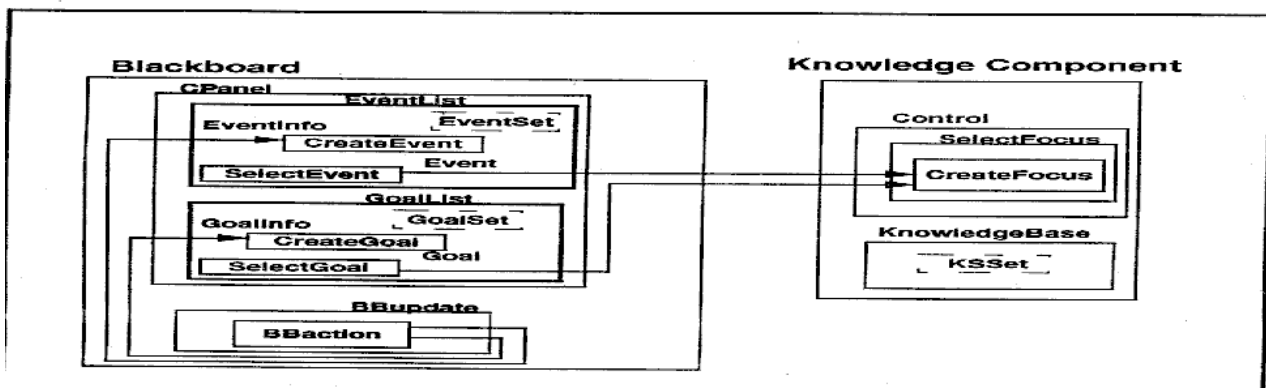 Blackboard
CPanel
EventList
EventSet
EventInfo
CreateEvent
Event
SelectEvent
GoalList
GoalSet
GoalInfo
CreateGoal
Goal
SelectGoal
BBupdate
BBaction
Knowledge Component
Control
SelectFocus
CreateFocus
KnowledgeBase
KSSet